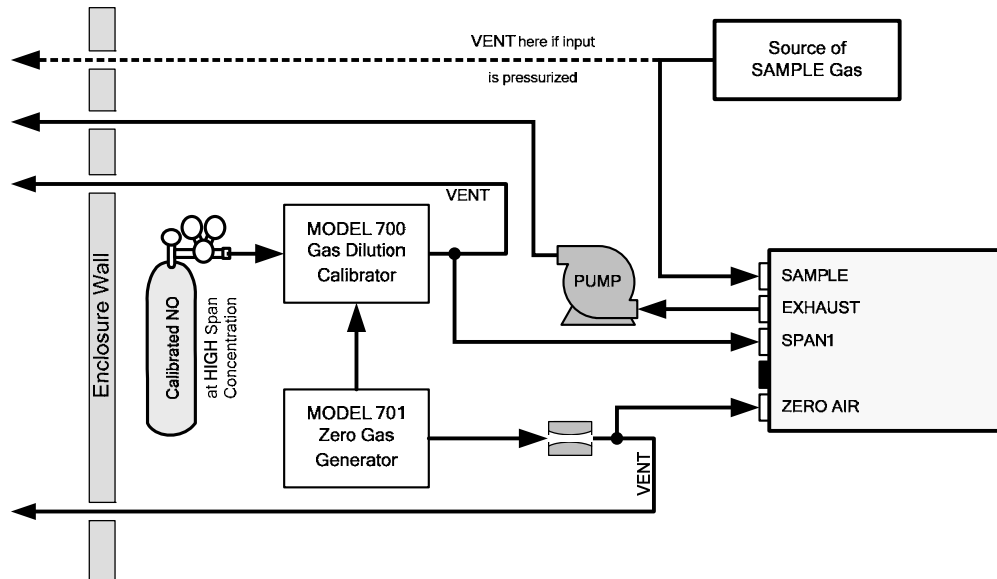 VENT here if input
is pressurized
Source of
SAMPLE Gas
VENT
MODEL 700
Gas Dilution
Calibrator
PUMP
SAMPLE
EXHAUST
SPAN1
ZERO AIR
Enclosure Wall
Calibrated NO
at HIGH Span
Concentration
MODEL 701
Zero Gas
Generator
VENT